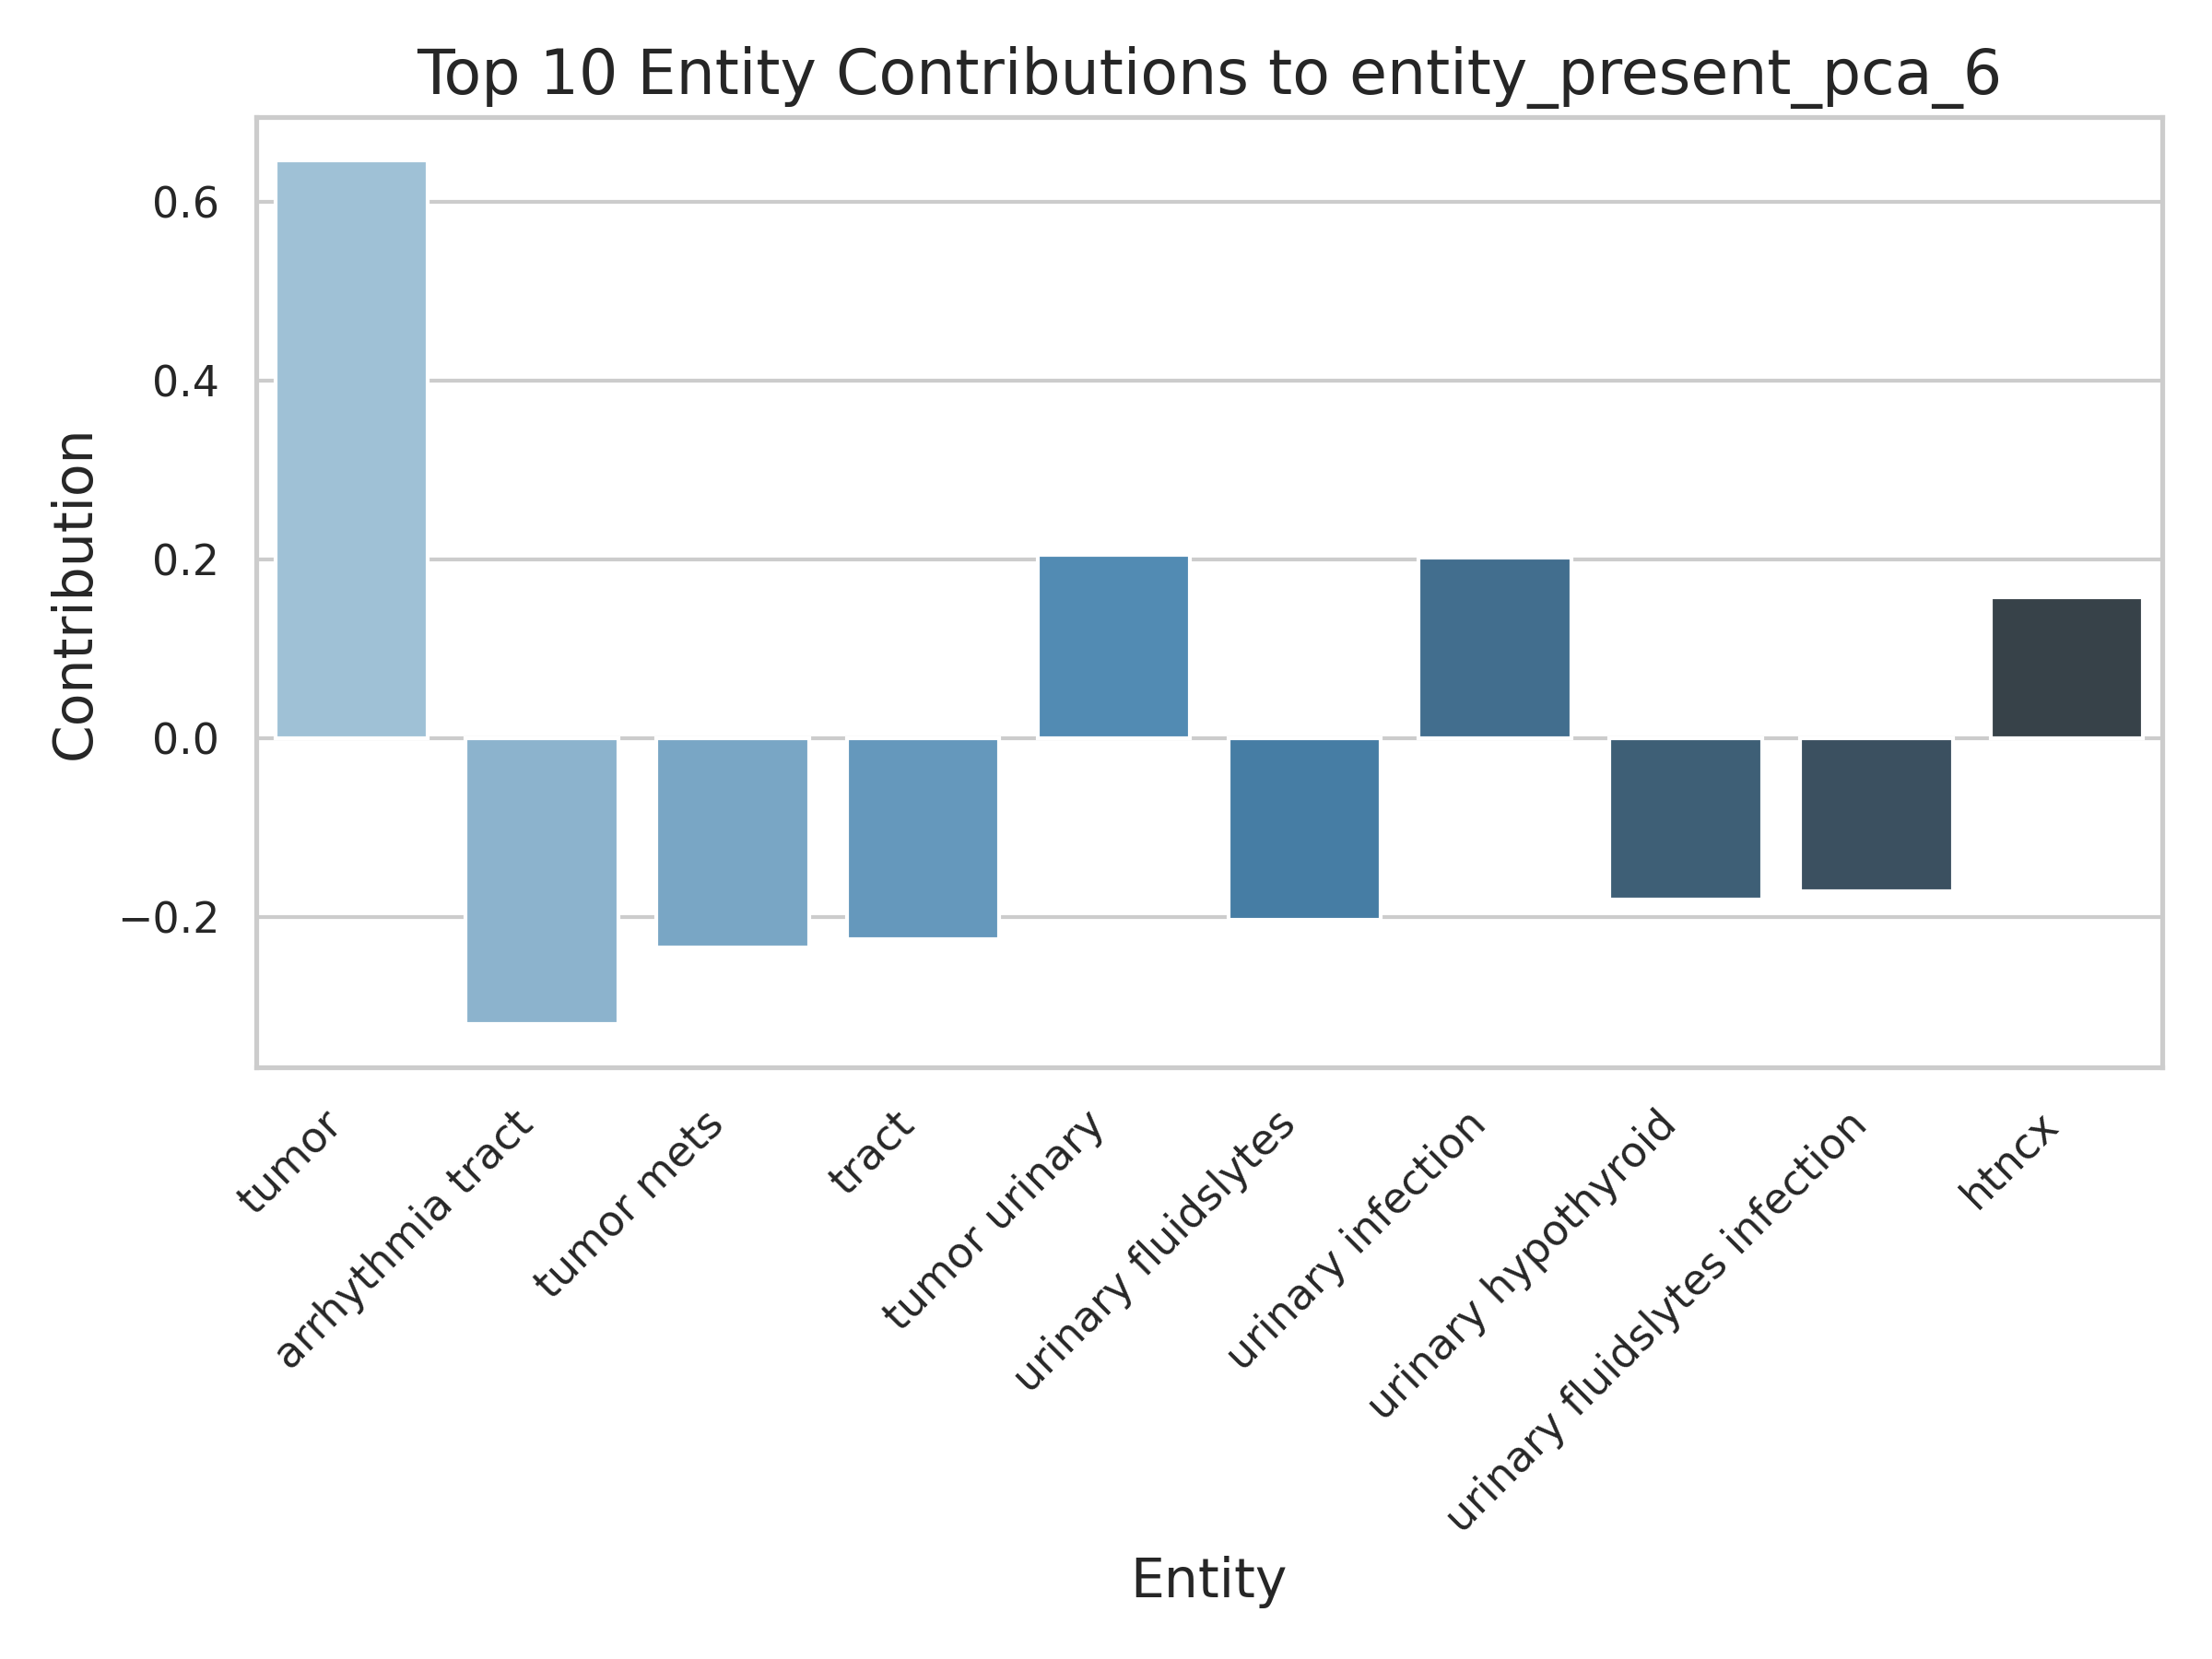 Top 10 Entity Contributions to entity_present_pca_6
Contribution
0.6
0.4
0.2
0.0
−0.2
tumor
arrhythmia tract
tumor mets
tract
tumor urinary
urinary fluidslytes
urinary infection
urinary hypothyroid
urinary fluidslytes infection
htncx
Entity